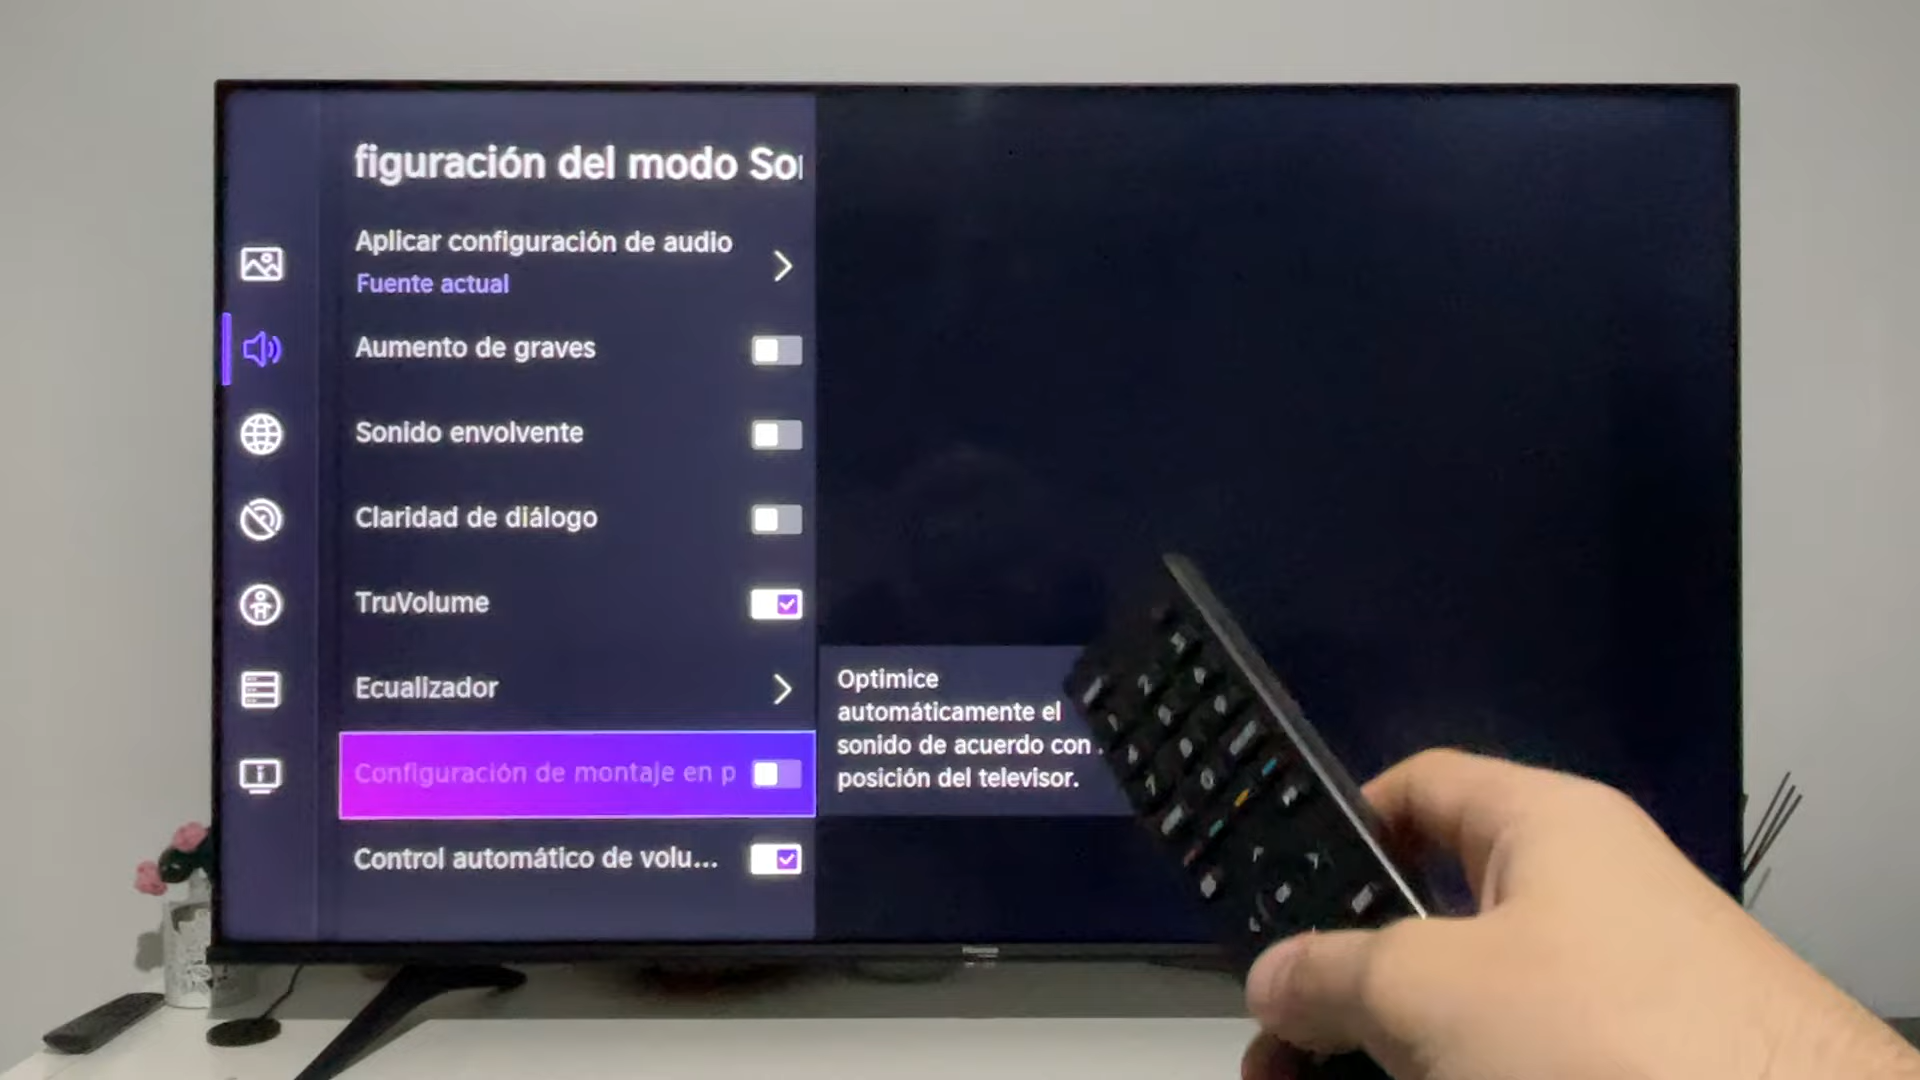 figuración del modo So
Aplicar configuración de audio
Fuente actual
Aumento de graves
Sonido envolvente
Claridad de diálogo
TruVolume
Ecualizador
Configuración de montaje en p
Control automático de volu...
Optimice
automáticamente el
sonido de acuerdo con
posición del televisor.
Hisense